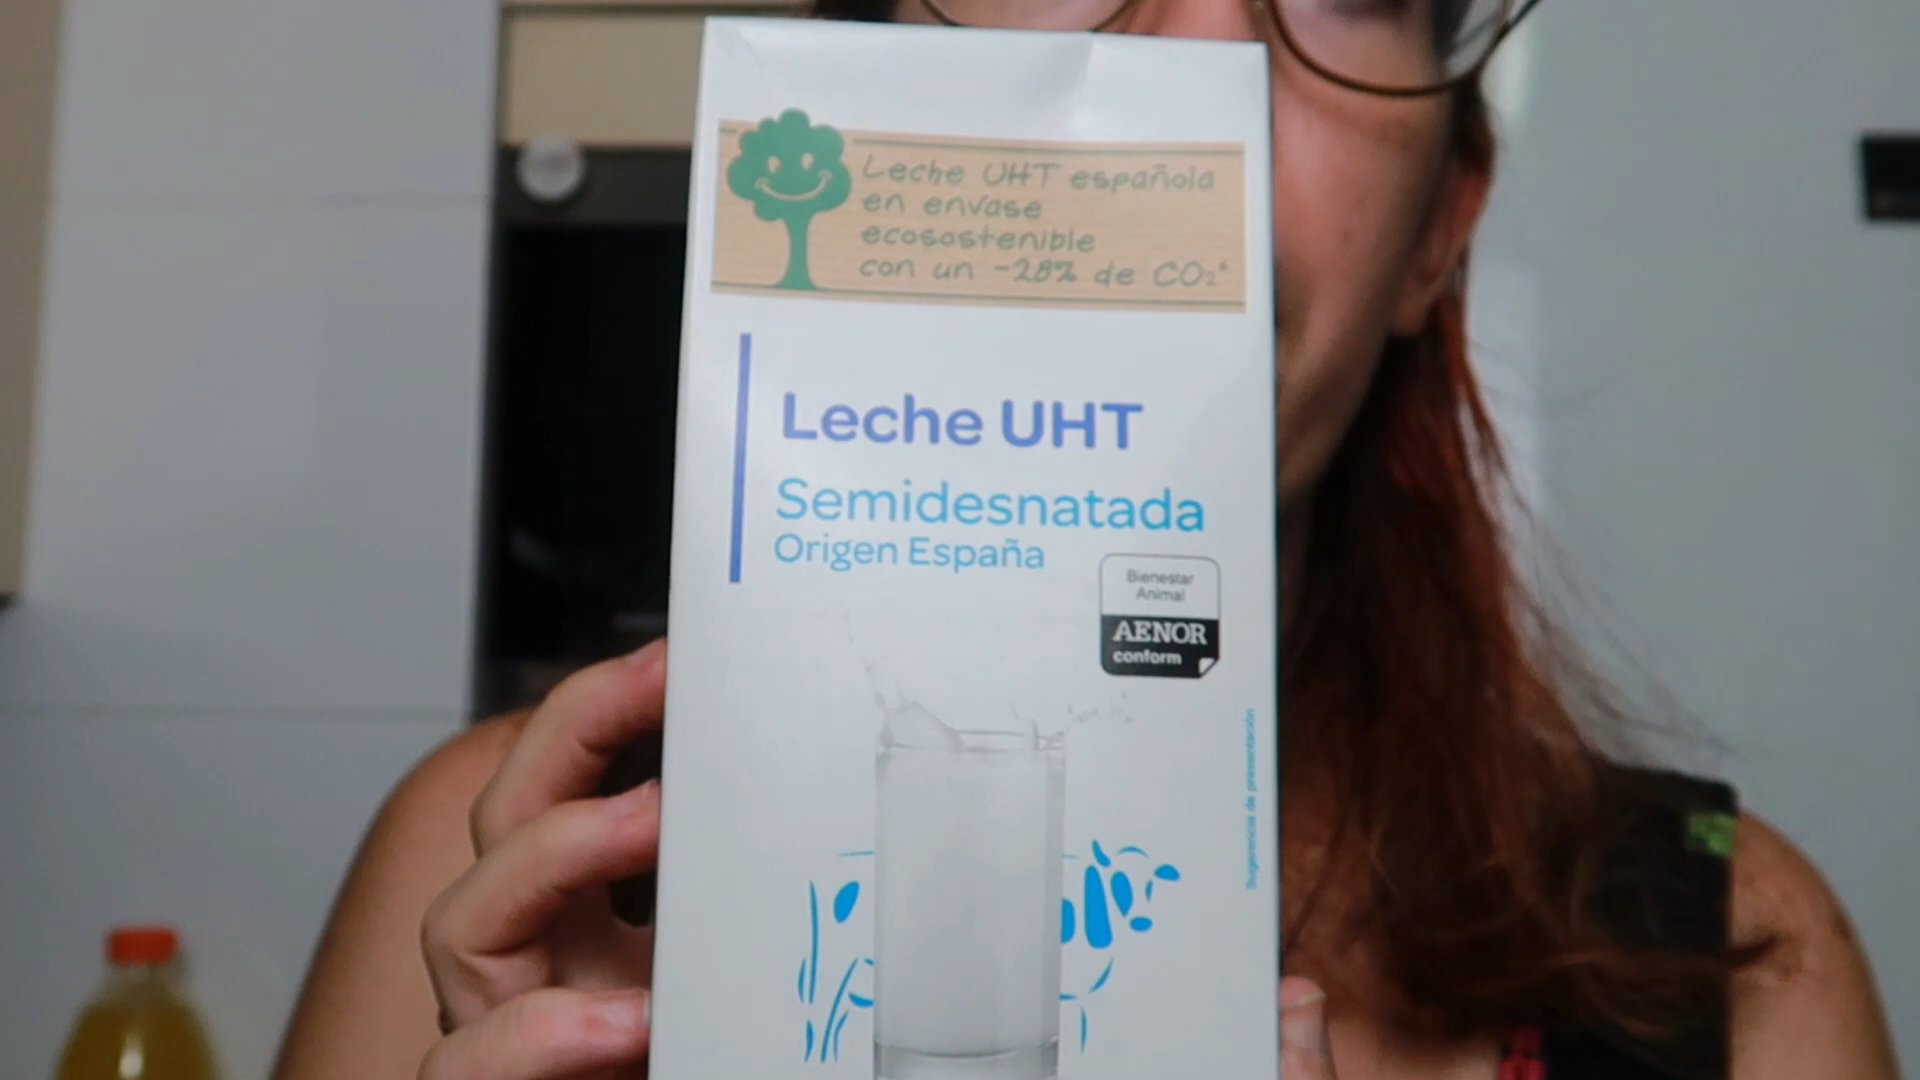 Leche UHT española
en envase
ecosostenible
con un -28% de CO₂*
Leche UHT
Semidesnatada
Origen España
Bienestar
Animal
AENOR
conform
Sugerencia de presentación